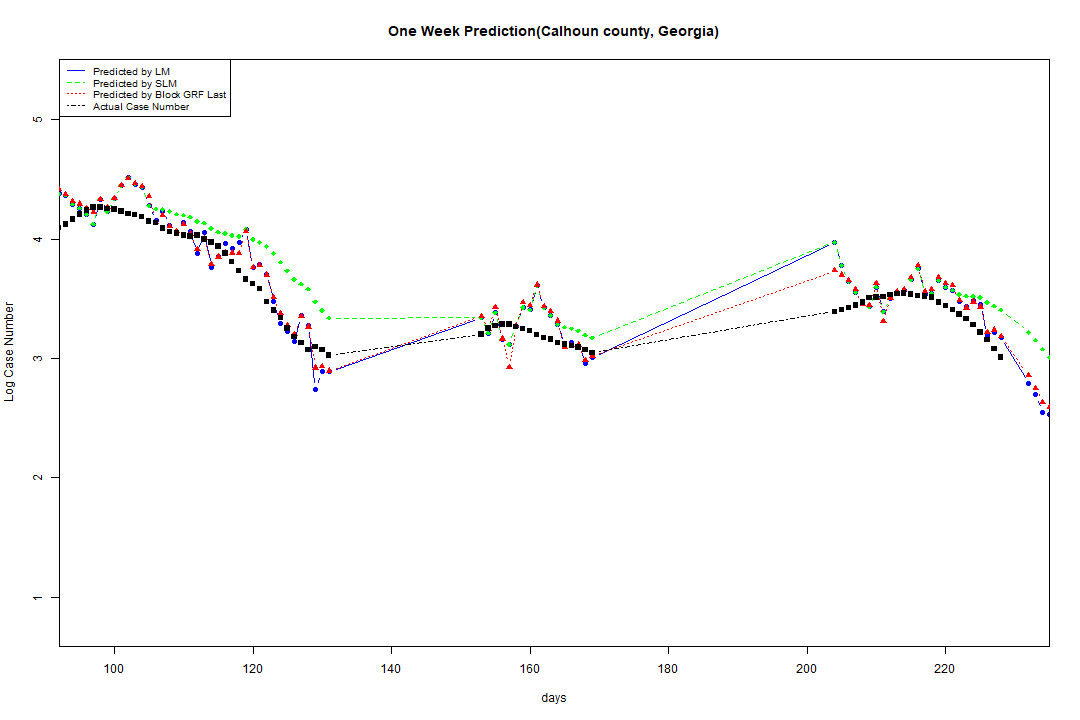 One Week Prediction(Calhoun county, Georgia)
Predicted by LM
Predicted by SLM
Predicted by Block GRF Last
Actual Case Number
Log Case Number
5
4
3
2
1
100 120 140 160 180 200 220
days